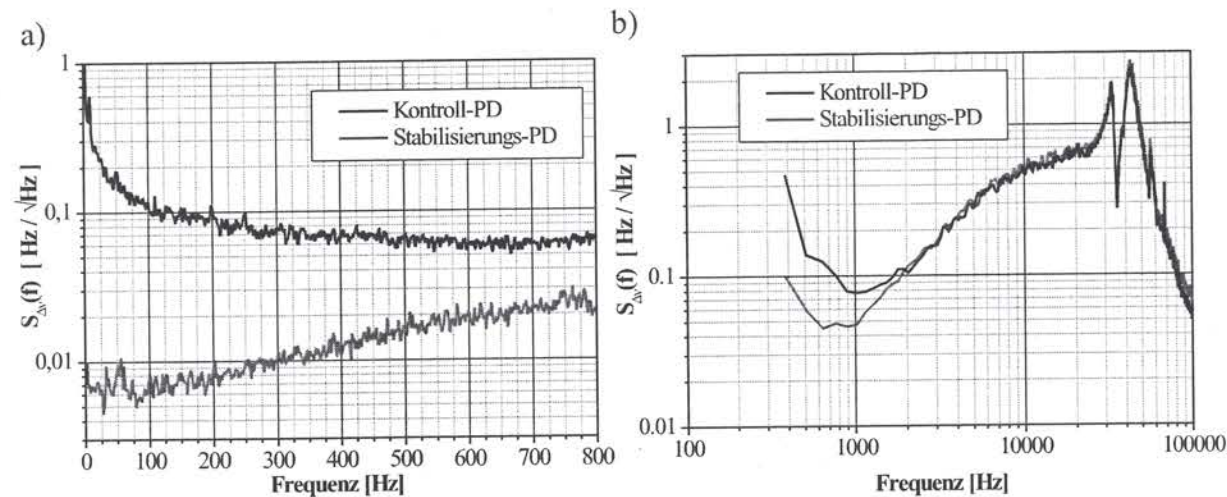 a)
1
0,1
0,01
S_Δν(f) [ Hz / √Hz]
Kontroll-PD
Stabilisierungs-PD
0 100 200 300 400 500 600 700 800
Frequenz [Hz]
b)
1
0.1
0.01
S_Δν(f) [ Hz / √Hz]
Kontroll-PD
Stabilisierungs-PD
100 1000 10000 100000
Frequenz [Hz]